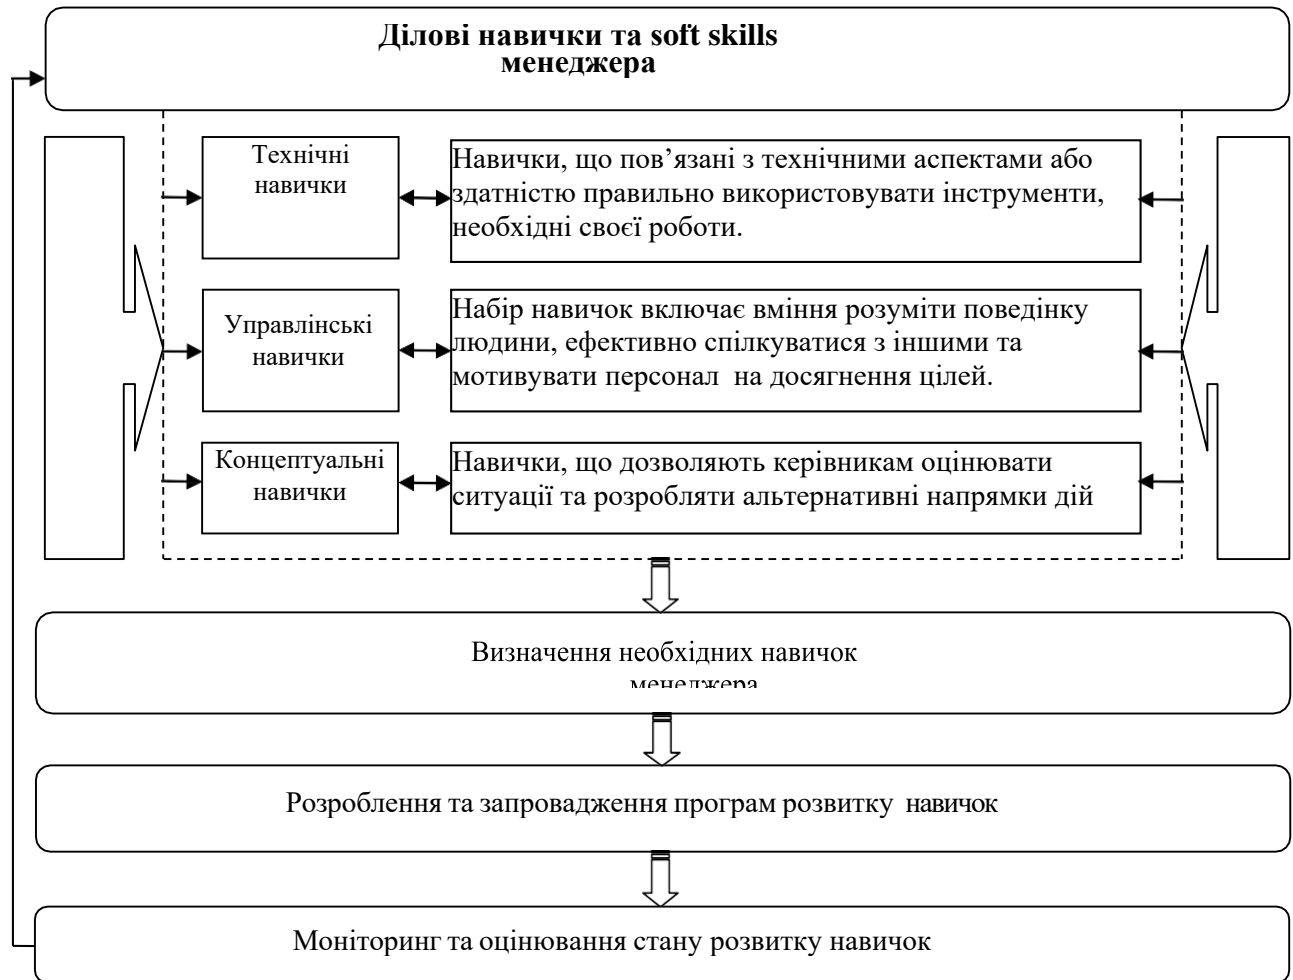 Ділові навички та soft skills
менеджера
Технічні
навички
Навички, що пов’язані з технічними аспектами або
здатністю правильно використовувати інструменти,
необхідні своєї роботи.
Управлінські
навички
Набір навичок включає вміння розуміти поведінку
людини, ефективно спілкуватися з іншими та
мотивувати персонал на досягнення цілей.
Концептуальні
навички
Навички, що дозволяють керівникам оцінювати
ситуації та розробляти альтернативні напрямки дій
Визначення необхідних навичок
менеджера
Розроблення та запровадження програм розвитку навичок
Моніторинг та оцінювання стану розвитку навичок